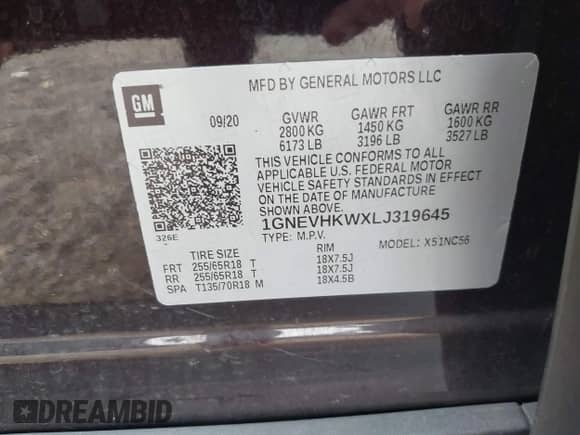 MFD BY GENERAL MOTORS LLC
GM
09/20 GVWR GAWR FRT GAWR RR
2800 KG 1450 KG 1600 KG
6173 LB 3196 LB 3527 LB
THIS VEHICLE CONFORMS TO ALL
APPLICABLE U.S. FEDERAL MOTOR
VEHICLE SAFETY STANDARDS IN EFFECT
ON THE DATE OF MANUFACTURE
SHOWN ABOVE.
1GNEVHKWXLJ319645
326E
TYPE: M.P.V. MODEL: X51NC56
TIRE SIZE RIM
FRT 255/65R18 T 18X7.5J
RR 255/65R18 T 18X7.5J
SPA T135/70R18 M 18X4.5B
DREAMBID